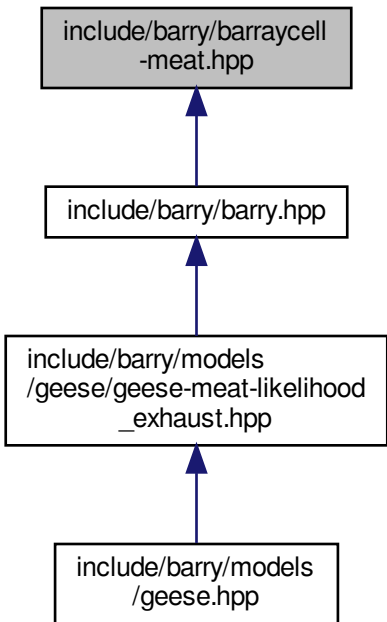 include/barry/barraycell
-meat.hpp
include/barry/barry.hpp
include/barry/models
/geese/geese-meat-likelihood
_exhaust.hpp
include/barry/models
/geese.hpp